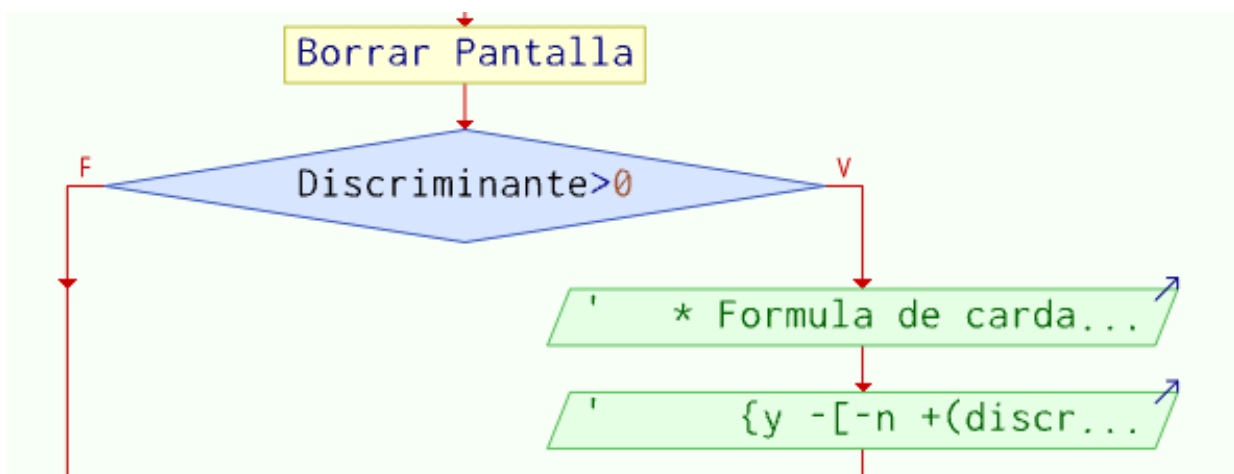 Borrar Pantalla
F
Discriminante>0
V
'    * Formula de carda...
'       {y -[-n +(discr...